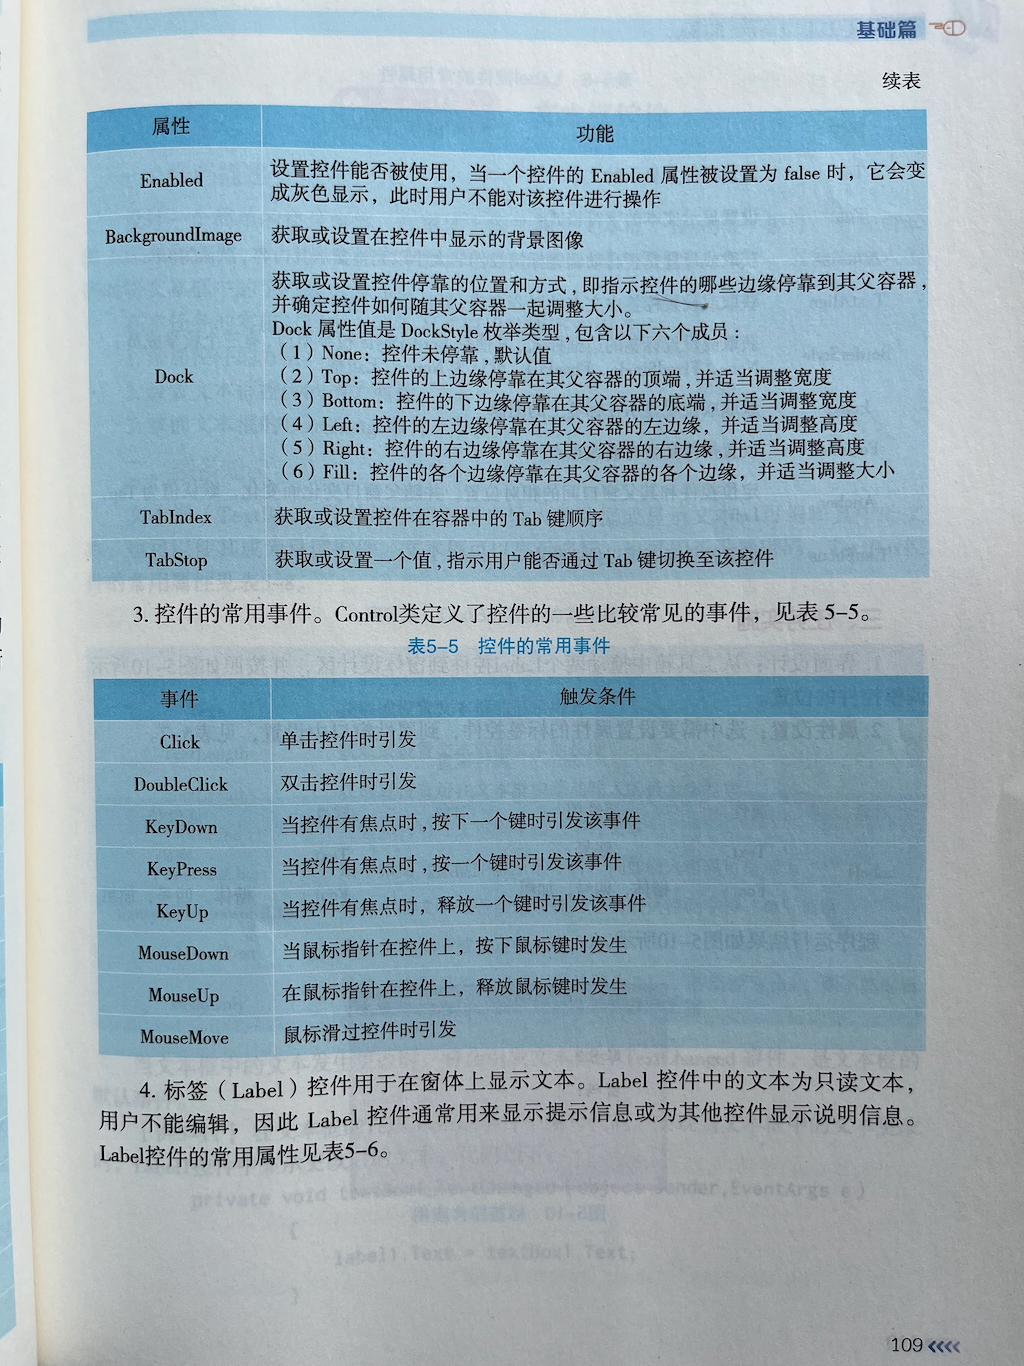 基础篇
续表
属性 功能
Enabled 设置控件能否被使用，当一个控件的 Enabled 属性被设置为 false 时，它会变
成灰色显示，此时用户不能对该控件进行操作
BackgroundImage 获取或设置在控件中显示的背景图像
Dock 获取或设置控件停靠的位置和方式，即指示控件的哪些边缘停靠到其父容器，
并确定控件如何随其父容器一起调整大小。
Dock 属性值是 DockStyle 枚举类型，包含以下六个成员：
（1）None：控件未停靠，默认值
（2）Top：控件的上边缘停靠在其父容器的顶端，并适当调整宽度
（3）Bottom：控件的下边缘停靠在其父容器的底端，并适当调整宽度
（4）Left：控件的左边缘停靠在其父容器的左边缘，并适当调整高度
（5）Right：控件的右边缘停靠在其父容器的右边缘，并适当调整高度
（6）Fill：控件的各个边缘停靠在其父容器的各个边缘，并适当调整大小
TabIndex 获取或设置控件在容器中的 Tab 键顺序
TabStop 获取或设置一个值，指示用户能否通过 Tab 键切换至该控件
3. 控件的常用事件。Control类定义了控件的一些比较常见的事件，见表 5-5。
表5-5 控件的常用事件
事件 触发条件
Click 单击控件时引发
DoubleClick 双击控件时引发
KeyDown 当控件有焦点时，按下一个键时引发该事件
KeyPress 当控件有焦点时，按一个键时引发该事件
KeyUp 当控件有焦点时，释放一个键时引发该事件
MouseDown 当鼠标指针在控件上，按下鼠标键时发生
MouseUp 在鼠标指针在控件上，释放鼠标键时发生
MouseMove 鼠标滑过控件时引发
4. 标签（Label）控件用于在窗体上显示文本。Label 控件中的文本为只读文本，
用户不能编辑，因此 Label 控件通常用来显示提示信息或为其他控件显示说明信息。
Label控件的常用属性见表5-6。
109